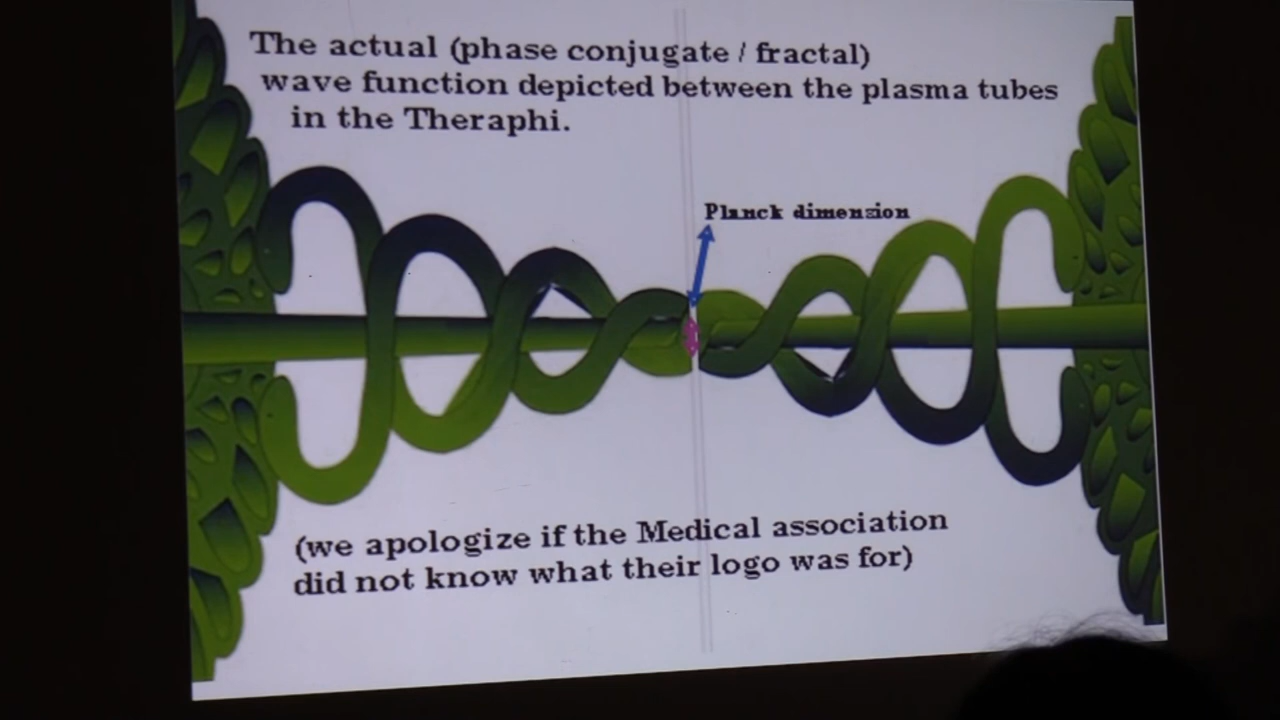 The actual (phase conjugate / fractal)
wave function depicted between the plasma tubes
in the Theraphi.
Planck dimension
(we apologize if the Medical association
did not know what their logo was for)